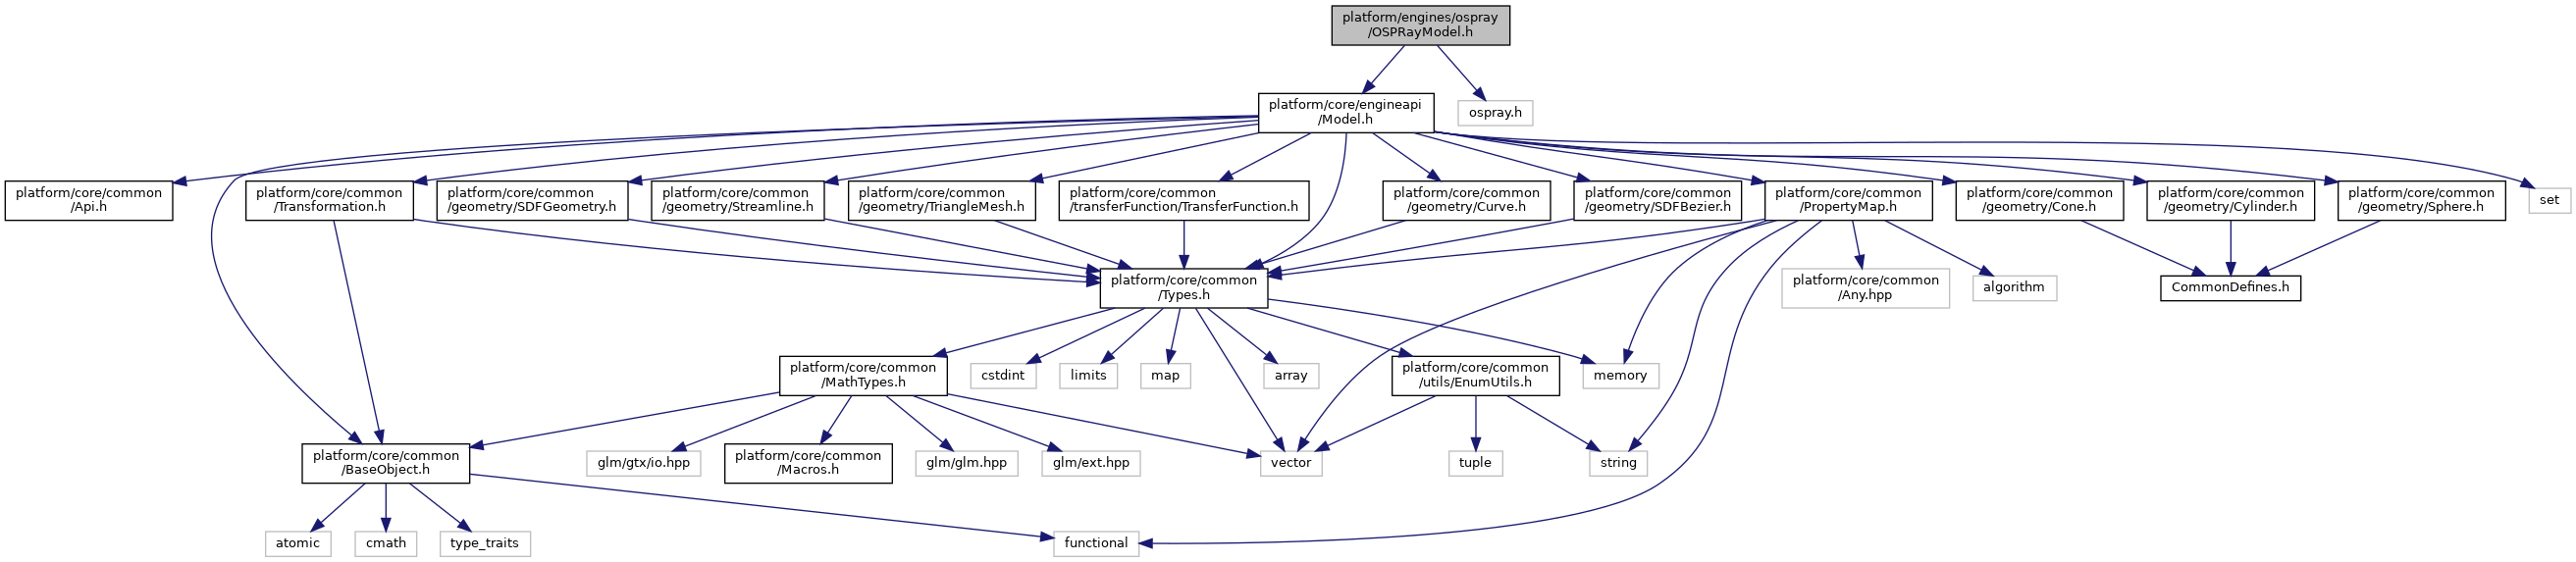 platform/engines/ospray
/OSPRayModel.h
platform/core/engineapi
/Model.h
ospray.h
platform/core/common
/Api.h
platform/core/common
/Transformation.h
platform/core/common
/geometry/SDFGeometry.h
platform/core/common
/geometry/Streamline.h
platform/core/common
/geometry/TriangleMesh.h
platform/core/common
/transferFunction/TransferFunction.h
platform/core/common
/geometry/Curve.h
platform/core/common
/geometry/SDFBezier.h
platform/core/common
/PropertyMap.h
platform/core/common
/geometry/Cone.h
platform/core/common
/geometry/Cylinder.h
platform/core/common
/geometry/Sphere.h
set
platform/core/common
/Types.h
platform/core/common
/Any.hpp
algorithm
CommonDefines.h
platform/core/common
/MathTypes.h
cstdint
limits
map
array
platform/core/common
/utils/EnumUtils.h
memory
platform/core/common
/BaseObject.h
glm/gtx/io.hpp
platform/core/common
/Macros.h
glm/glm.hpp
glm/ext.hpp
vector
tuple
string
atomic
cmath
type_traits
functional